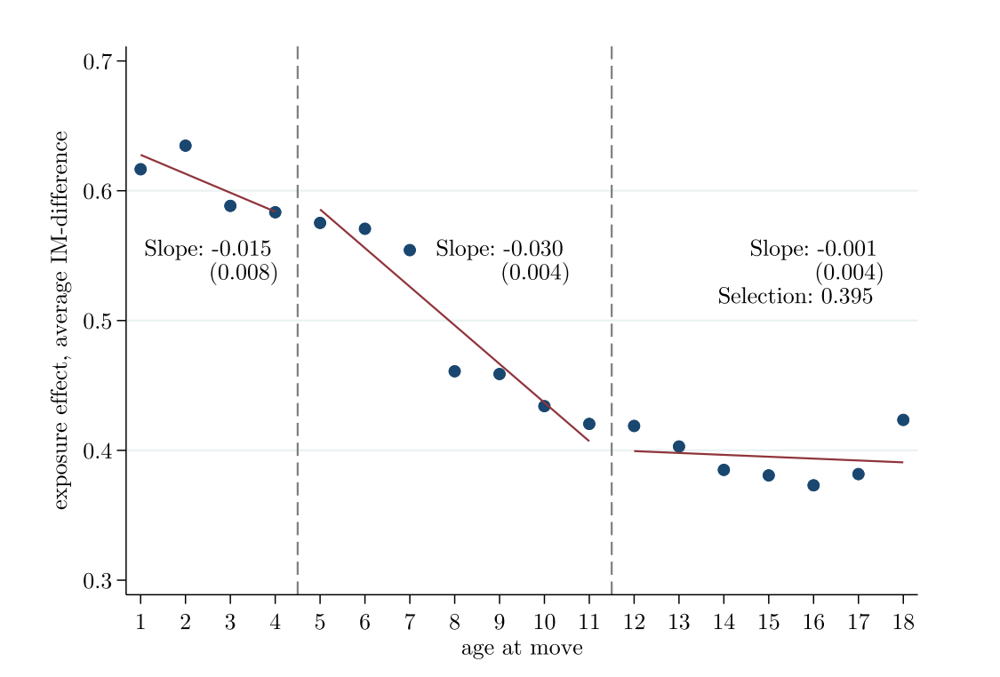 exposure effect, average IM-difference
0.7
0.6
0.5
0.4
0.3
Slope: -0.015
(0.008)
Slope: -0.030
(0.004)
Slope: -0.001
(0.004)
Selection: 0.395
1 2 3 4 5 6 7 8 9 10 11 12 13 14 15 16 17 18
age at move